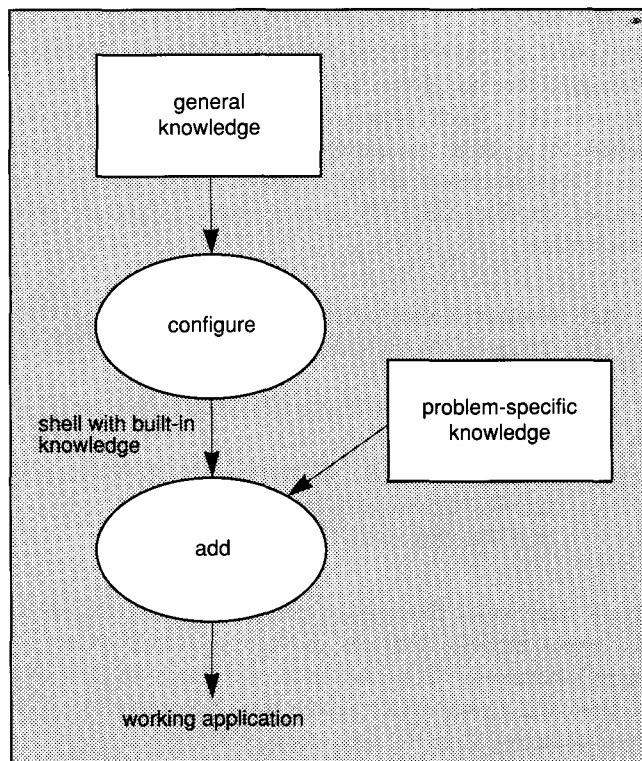 general
knowledge
configure
shell with built-in
knowledge
problem-specific
knowledge
add
working application